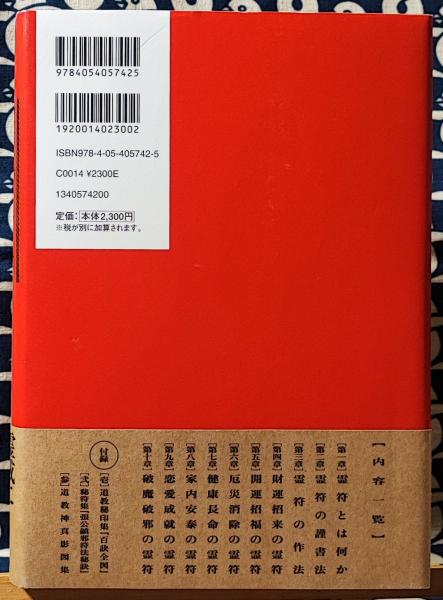 9784054057425
1920014023002
ISBN978-4-05-405742-5
C0014 ¥2300E
1340574200
定価：本体2,300円
※税が別に加算されます。
【内容一覧】
[第一章]霊符とは何か
[第二章]霊符の謹書法
[第三章]霊符の作法
[第四章]財運招来の霊符
[第五章]開運招福の霊符
[第六章]厄災消除の霊符
[第七章]健康長命の霊符
[第八章]家内安泰の霊符
[第九章]恋愛成就の霊符
[第十章]破魔破邪の霊符
付録
[壱]道教秘印集『百訣全図』
[弐]秘符集『張公鎮邪符法秘訣』
[参]道教神真影図集